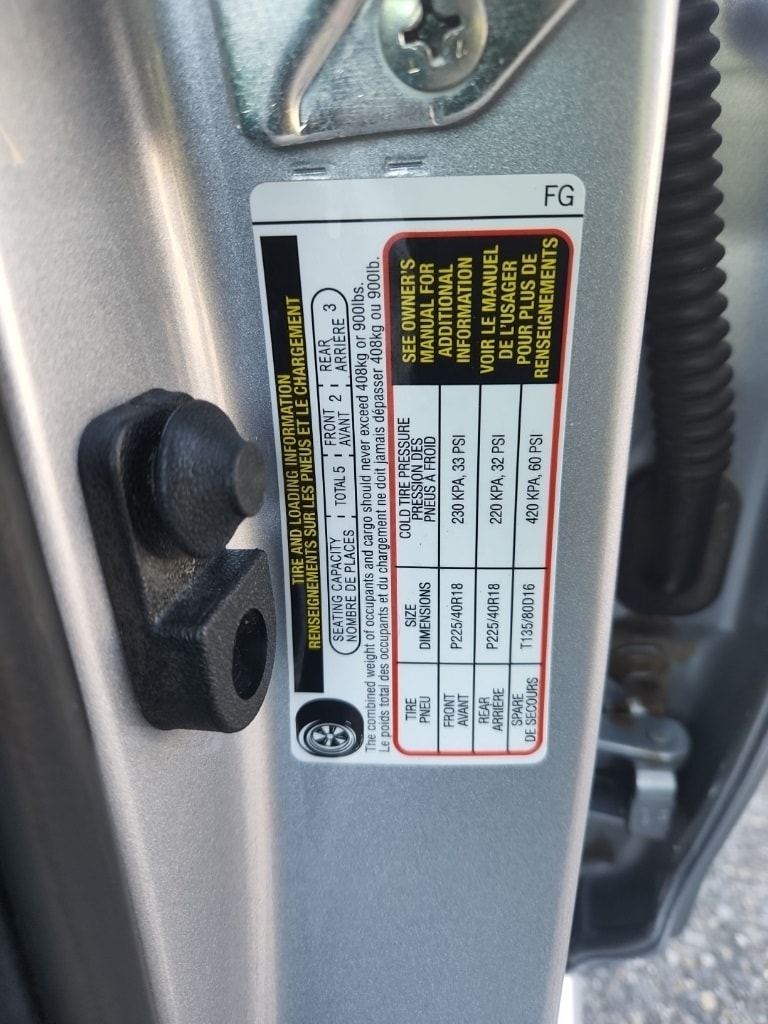 FG
TIRE AND LOADING INFORMATION
RENSEIGNEMENTS SUR LES PNEUS ET LE CHARGEMENT
SEATING CAPACITY TOTAL 5 FRONT 2 REAR 3
NOMBRE DE PLACES AVANT ARRIÈRE
The combined weight of occupants and cargo should never exceed 408kg or 900lbs.
Le poids total des occupants et du chargement ne doit jamais dépasser 408kg ou 900lb.
TIRE SIZE COLD TIRE PRESSURE
PNEU DIMENSIONS PRESSION DES
PNEUS À FROID
FRONT P225/40R18 230 KPA, 33 PSI
AVANT
REAR P225/40R18 220 KPA, 32 PSI
ARRIÈRE
SPARE T135/80D16 420 KPA, 60 PSI
DE SECOURS
SEE OWNER'S
MANUAL FOR
ADDITIONAL
INFORMATION
VOIR LE MANUEL
DE L'USAGER
POUR PLUS DE
RENSEIGNEMENTS